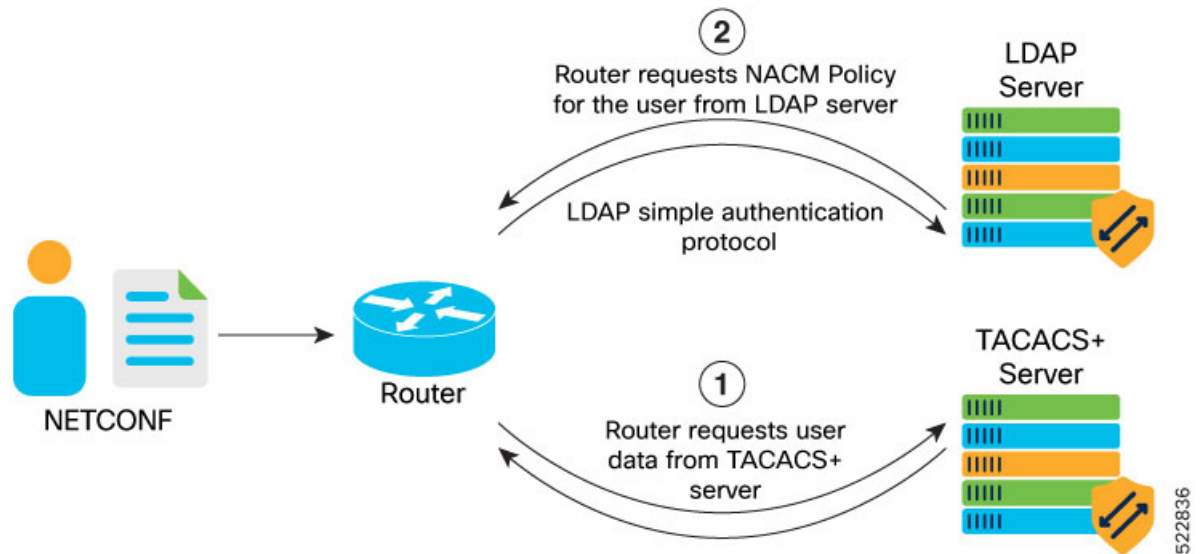 2
Router requests NACM Policy
for the user from LDAP server
LDAP simple authentication
protocol
LDAP
Server
NETCONF
Router
1
Router requests user
data from TACACS+
server
TACACS+
Server
522836